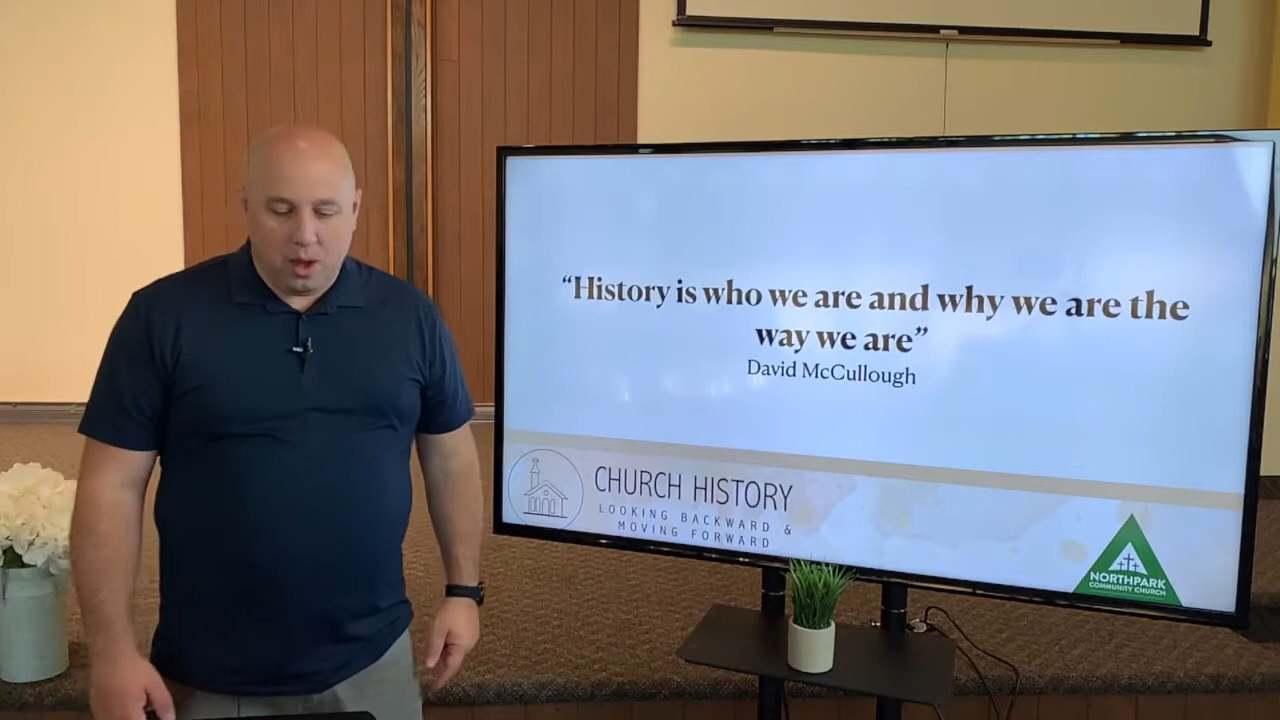 “History is who we are and why we are the
way we are”
David McCullough
CHURCH HISTORY
LOOKING BACKWARD &
MOVING FORWARD
NORTHPARK
COMMUNITY CHURCH